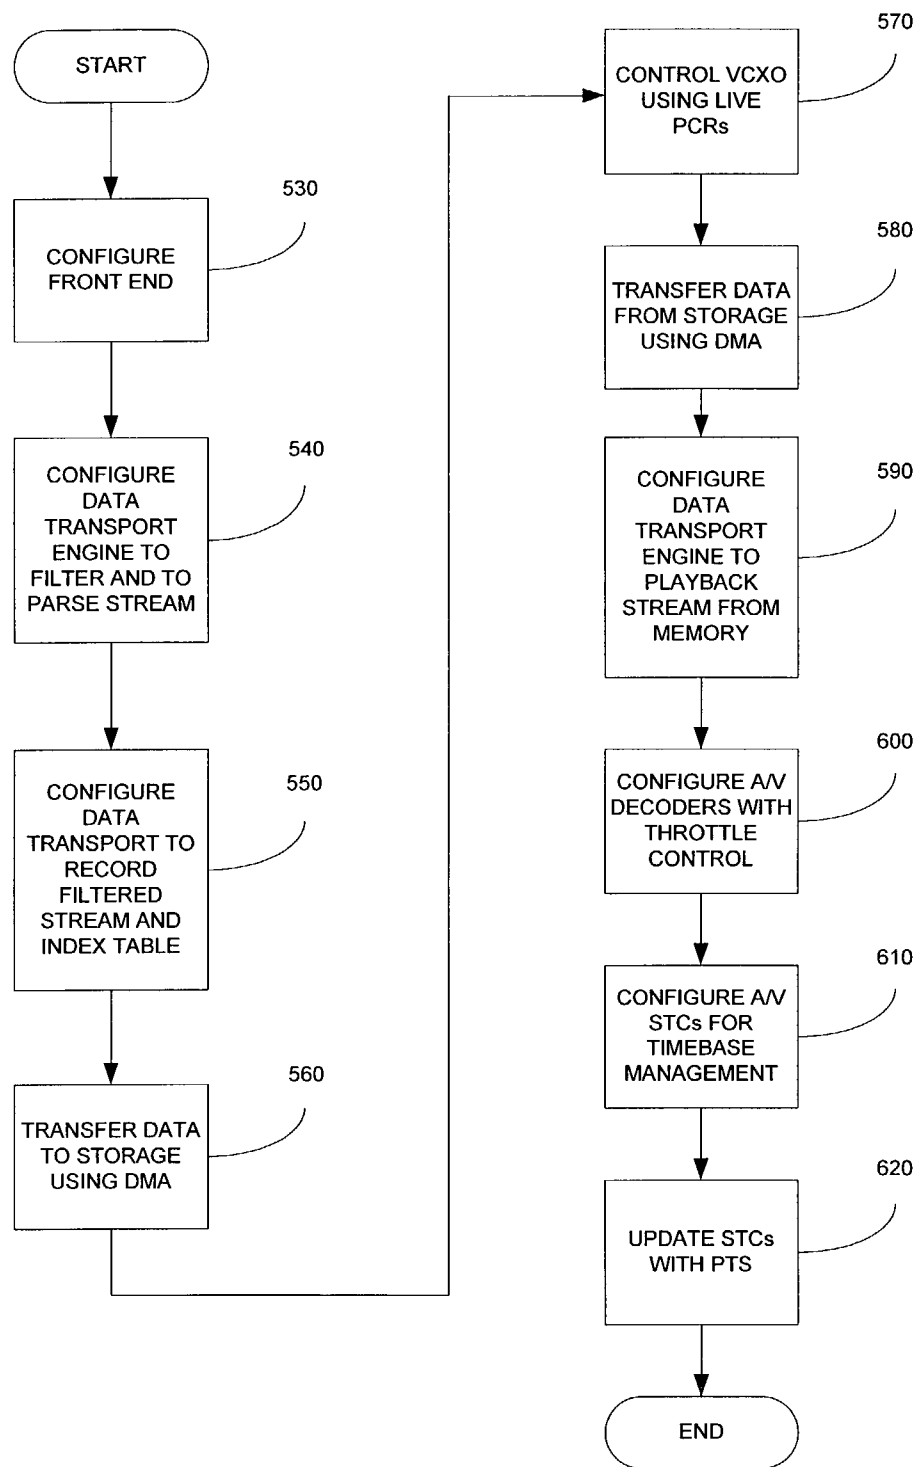 START
530
CONFIGURE
FRONT END
540
CONFIGURE
DATA
TRANSPORT
ENGINE TO
FILTER AND TO
PARSE STREAM
550
CONFIGURE
DATA
TRANSPORT TO
RECORD
FILTERED
STREAM AND
INDEX TABLE
560
TRANSFER DATA
TO STORAGE
USING DMA
570
CONTROL VCXO
USING LIVE
PCRs
580
TRANSFER DATA
FROM STORAGE
USING DMA
590
CONFIGURE
DATA
TRANSPORT
ENGINE TO
PLAYBACK
STREAM FROM
MEMORY
600
CONFIGURE A/V
DECODERS WITH
THROTTLE
CONTROL
610
CONFIGURE A/V
STCs FOR
TIMEBASE
MANAGEMENT
620
UPDATE STCs
WITH PTS
END